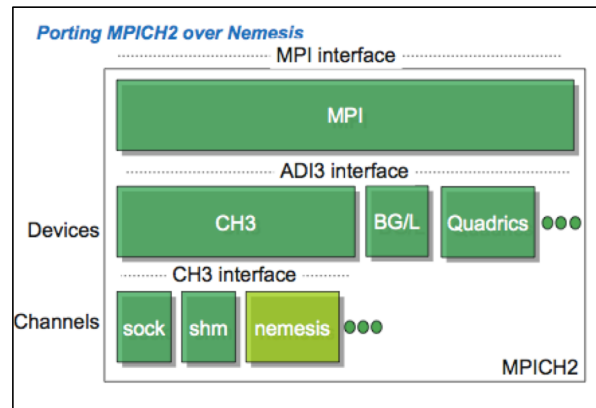 Porting MPICH2 over Nemesis
MPI interface
MPI
ADI3 interface
Devices
CH3
BG/L
Quadrics
CH3 interface
Channels
sock
shm
nemesis
MPICH2